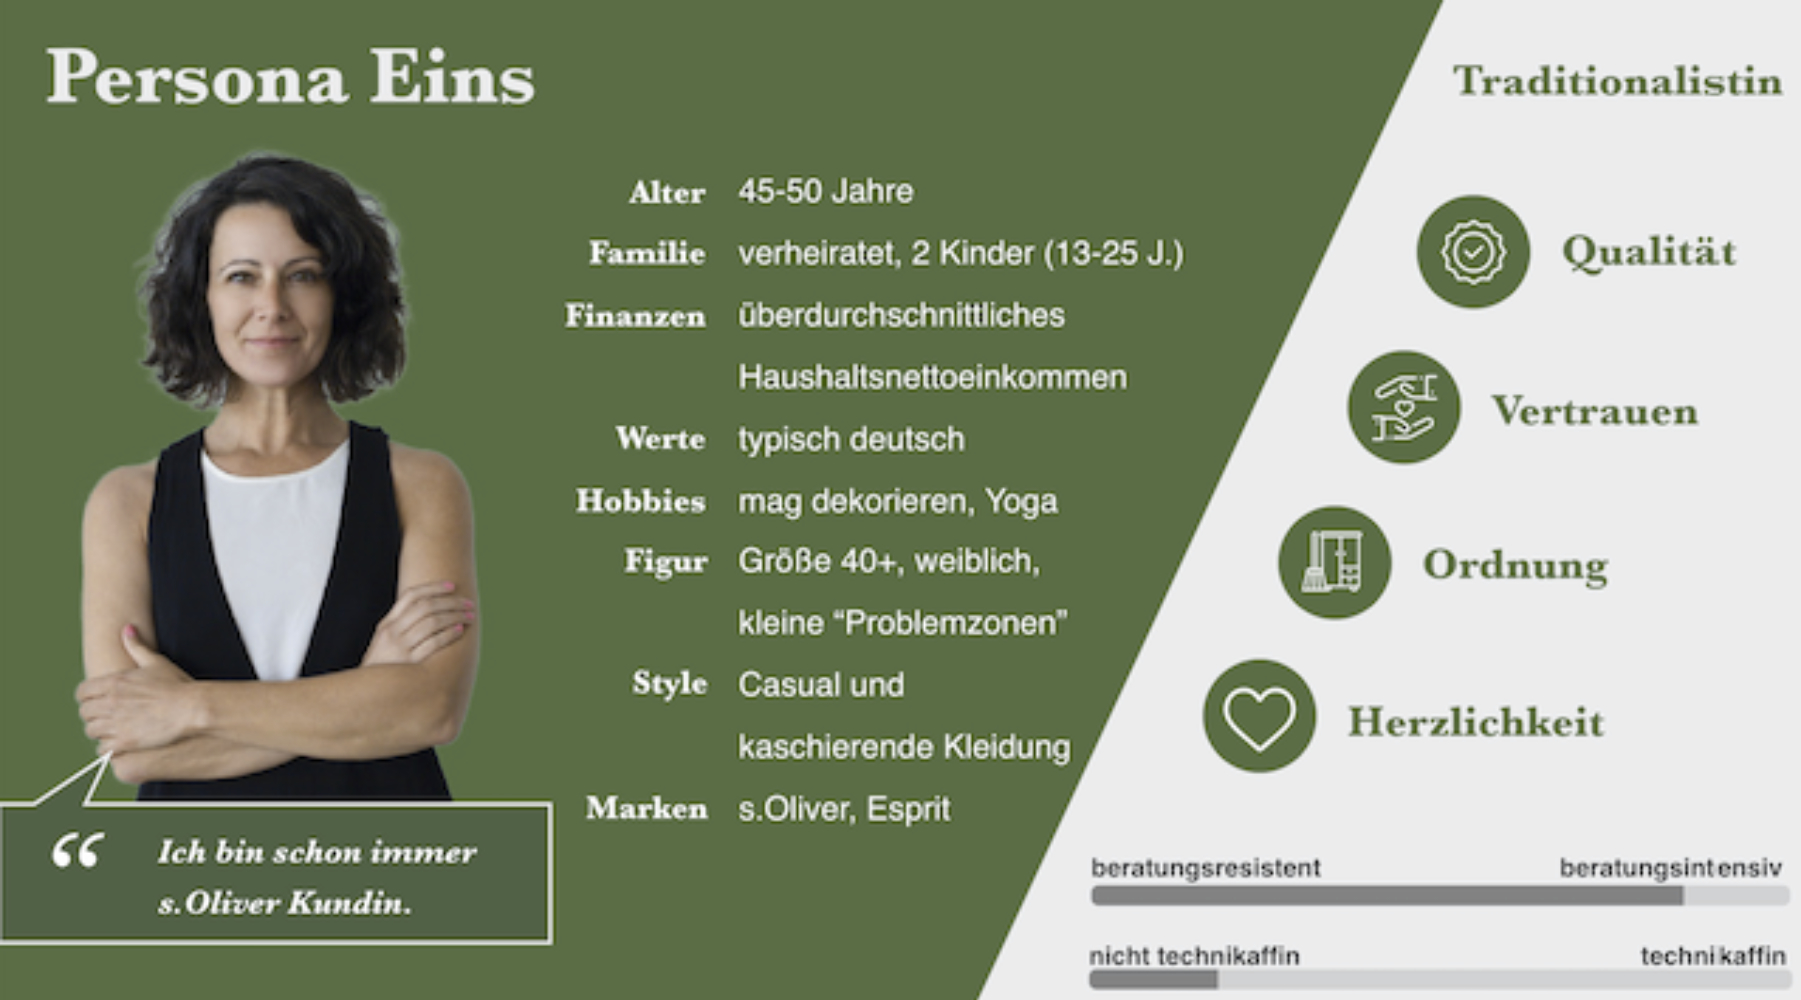 Persona Eins
Alter 45-50 Jahre
Familie verheiratet, 2 Kinder (13-25 J.)
Finanzen überdurchschnittliches
Haushaltsnettoeinkommen
Werte typisch deutsch
Hobbies mag dekorieren, Yoga
Figur Größe 40+, weiblich,
kleine “Problemzonen”
Style Casual und
kaschierende Kleidung
Marken s.Oliver, Esprit
“ Ich bin schon immer
s.Oliver Kundin.
Traditionalistin
Qualität
Vertrauen
Ordnung
Herzlichkeit
beratungsresistent beratungsintensiv
nicht technikaffin technikaffin